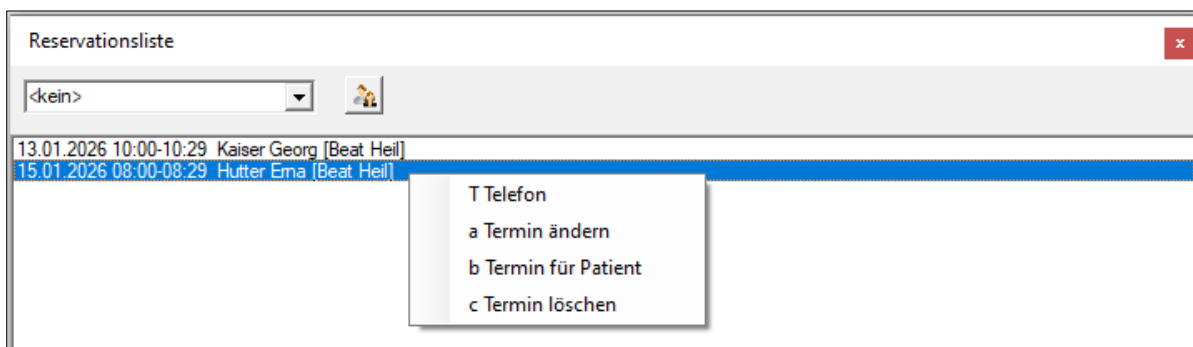 Reservationsliste
x
<kein>
13.01.2026 10:00-10:29 Kaiser Georg [Beat Heil]
15.01.2026 08:00-08:29 Hutter Erna [Beat Heil]
T Telefon
a Termin ändern
b Termin für Patient
c Termin löschen